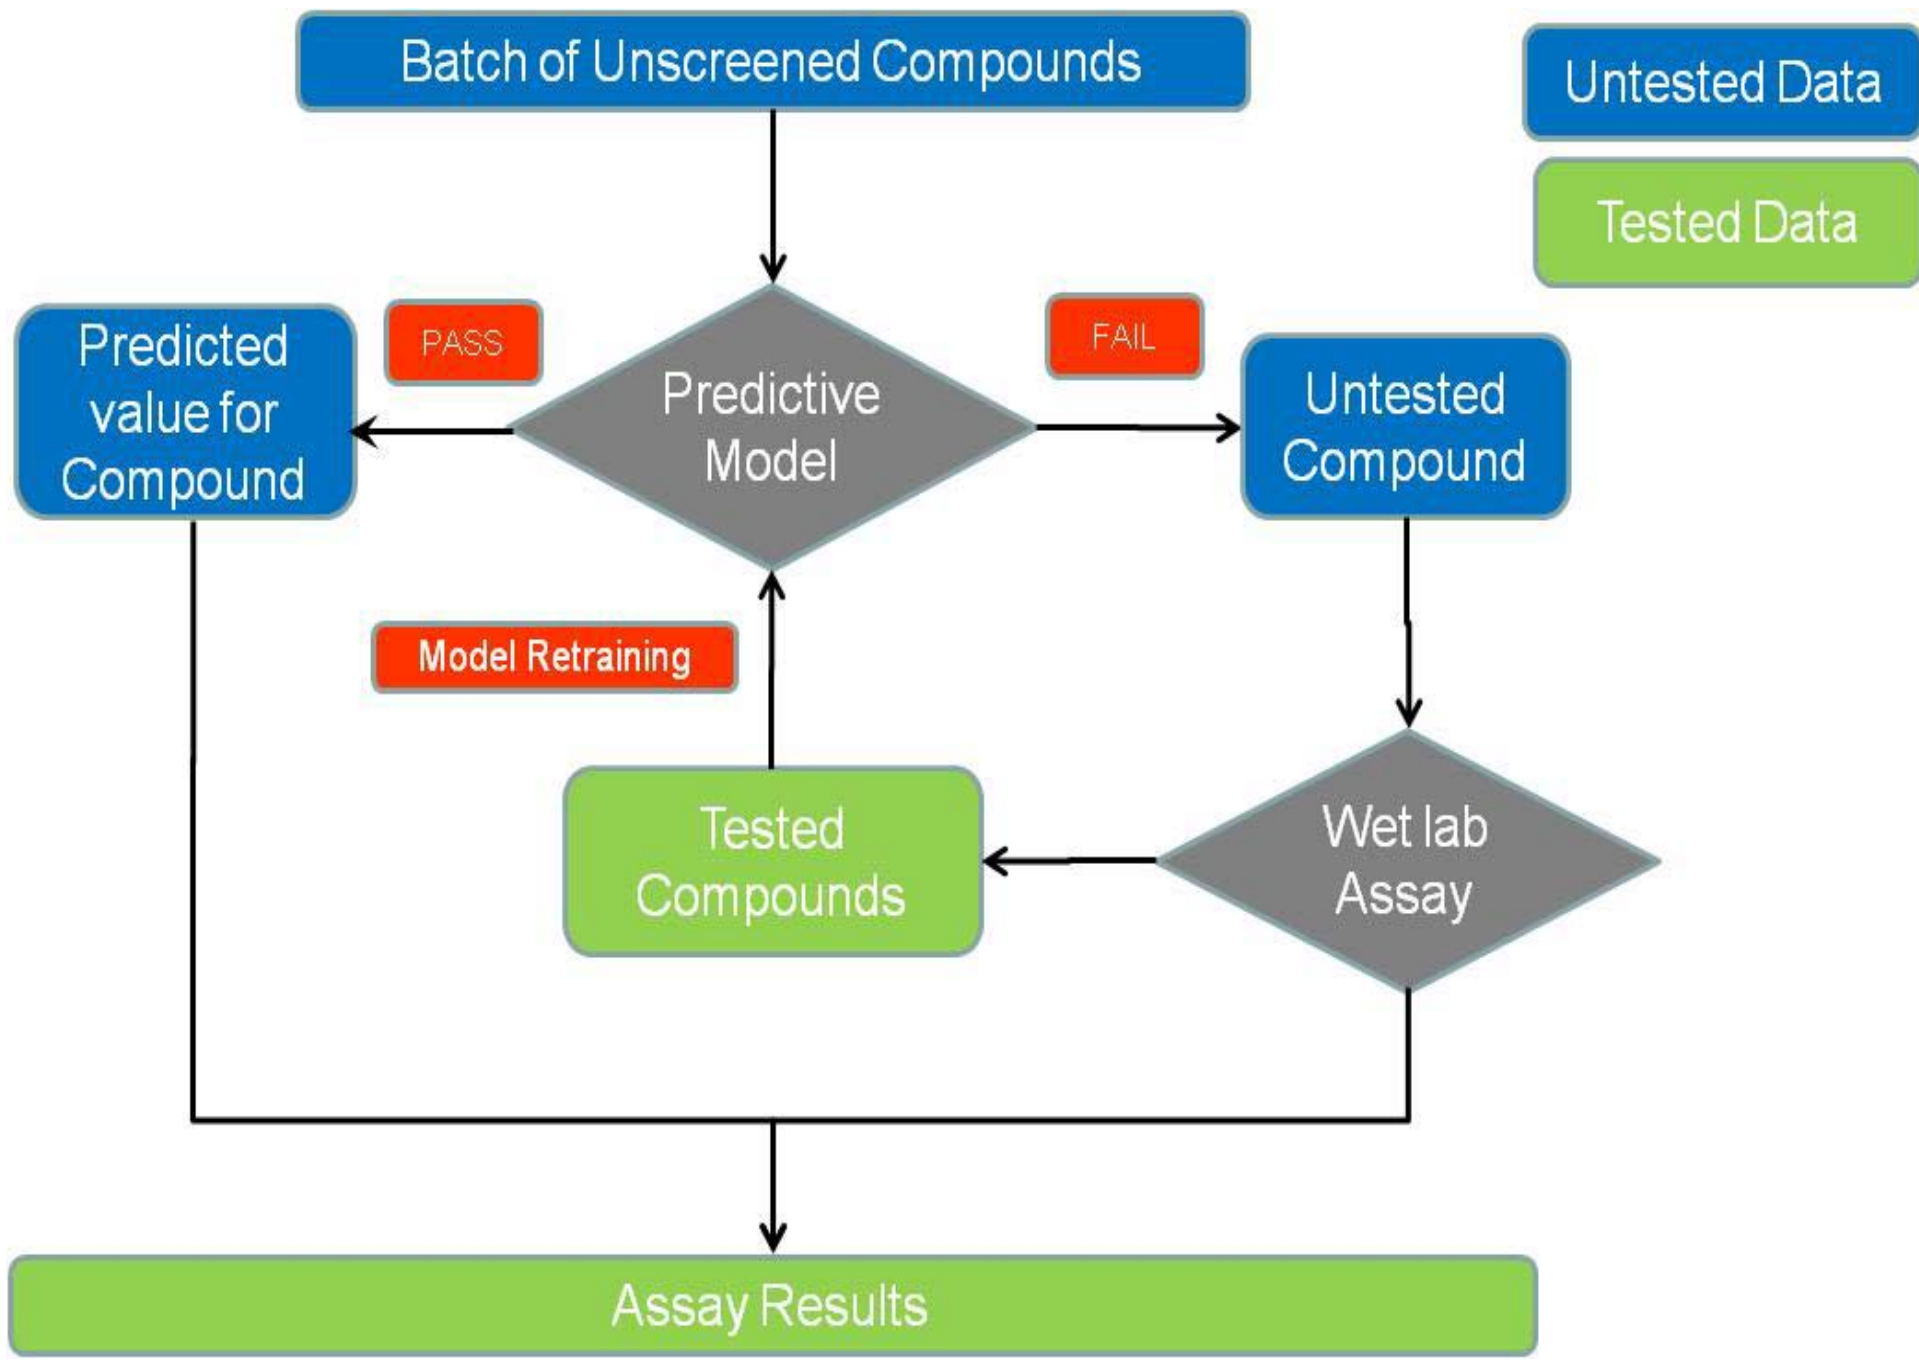 Batch of Unscreened Compounds
Untested Data
Tested Data
Predicted
value for
Compound
PASS
Predictive
Model
FAIL
Untested
Compound
Model Retraining
Tested
Compounds
Wet lab
Assay
Assay Results